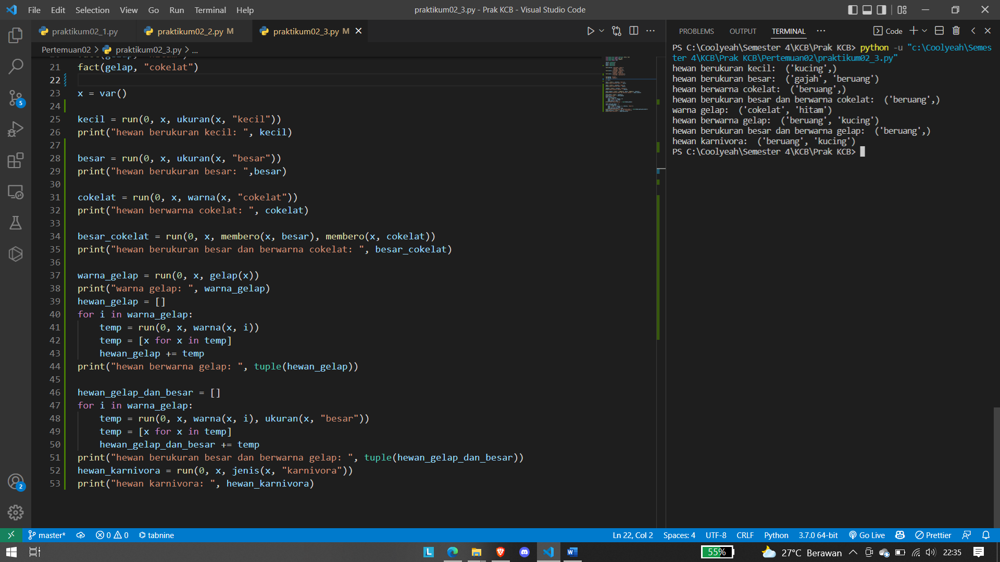 File Edit Selection View Go Run Terminal Help praktikum02_3.py - Prak KCB - Visual Studio Code
praktikum02_1.py praktikum02_2.py M praktikum02_3.py M
Pertemuan02 > praktikum02_3.py > ...
21 fact(gelap, "cokelat")
22
23 x = var()
24
25 kecil = run(0, x, ukuran(x, "kecil"))
26 print("hewan berukuran kecil: ", kecil)
27
28 besar = run(0, x, ukuran(x, "besar"))
29 print("hewan berukuran besar: ",besar)
30
31 cokelat = run(0, x, warna(x, "cokelat"))
32 print("hewan berwarna cokelat: ", cokelat)
33
34 besar_cokelat = run(0, x, membero(x, besar), membero(x, cokelat))
35 print("hewan berukuran besar dan berwarna cokelat: ", besar_cokelat)
36
37 warna_gelap = run(0, x, gelap(x))
38 print("warna gelap: ", warna_gelap)
39 hewan_gelap = []
40 for i in warna_gelap:
41     temp = run(0, x, warna(x, i))
42     temp = [x for x in temp]
43     hewan_gelap += temp
44 print("hewan berwarna gelap: ", tuple(hewan_gelap))
45
46 hewan_gelap_dan_besar = []
47 for i in warna_gelap:
48     temp = run(0, x, warna(x, i), ukuran(x, "besar"))
49     temp = [x for x in temp]
50     hewan_gelap_dan_besar += temp
51 print("hewan berukuran besar dan berwarna gelap: ", tuple(hewan_gelap_dan_besar))
52 hewan_karnivora = run(0, x, jenis(x, "karnivora"))
53 print("hewan karnivora: ", hewan_karnivora)
PROBLEMS OUTPUT TERMINAL ... Code
PS C:\Coolyeah\Semester 4\KCB\Prak KCB> python -u "c:\Coolyeah\Semes
ter 4\KCB\Prak KCB\Pertemuan02\praktikum02_3.py"
hewan berukuran kecil:  ('kucing',)
hewan berukuran besar:  ('gajah', 'beruang')
hewan berwarna cokelat:  ('beruang',)
hewan berukuran besar dan berwarna cokelat:  ('beruang',)
warna gelap:  ('cokelat', 'hitam')
hewan berwarna gelap:  ('beruang', 'kucing')
hewan berukuran besar dan berwarna gelap:  ('beruang',)
hewan karnivora:  ('beruang', 'kucing')
PS C:\Coolyeah\Semester 4\KCB\Prak KCB>
5
2
master* 0 0 tabnine Ln 22, Col 2 Spaces: 4 UTF-8 CRLF Python 3.7.0 64-bit Go Live Prettier
L W 55% 27°C Berawan 22:35